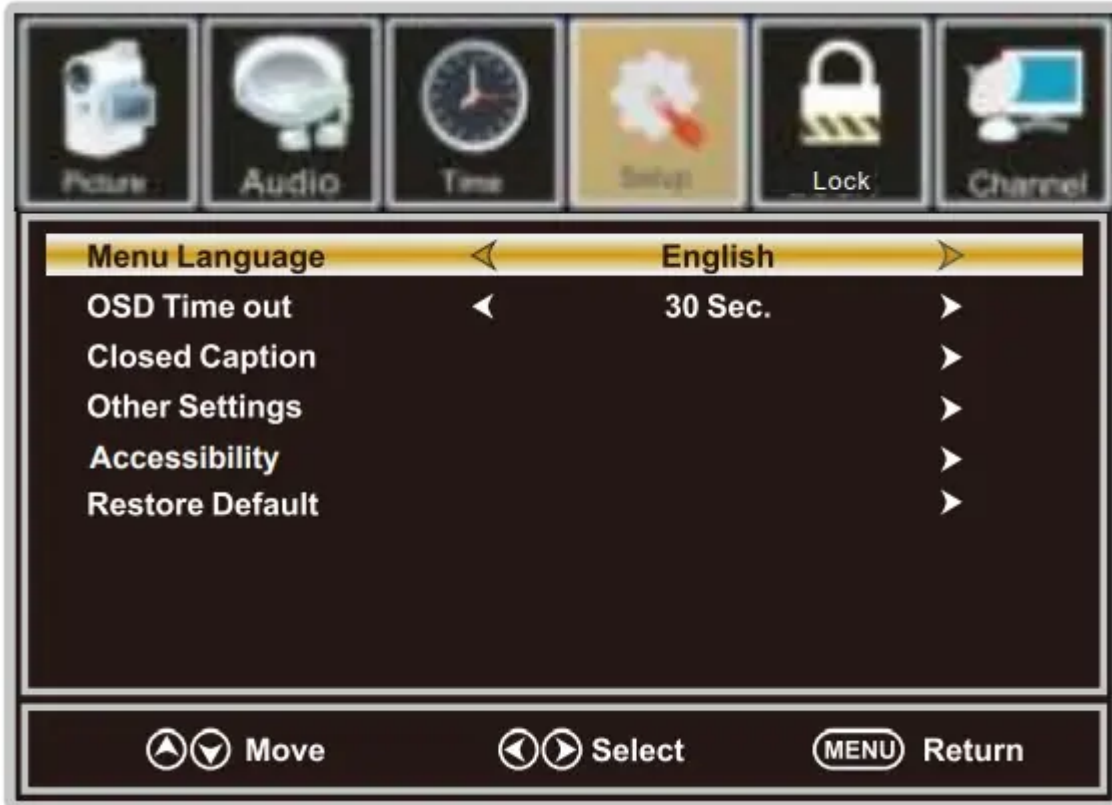 Picture Audio Time Setup Lock Channel
Menu Language English
OSD Time out 30 Sec.
Closed Caption
Other Settings
Accessibility
Restore Default
Move Select MENU Return